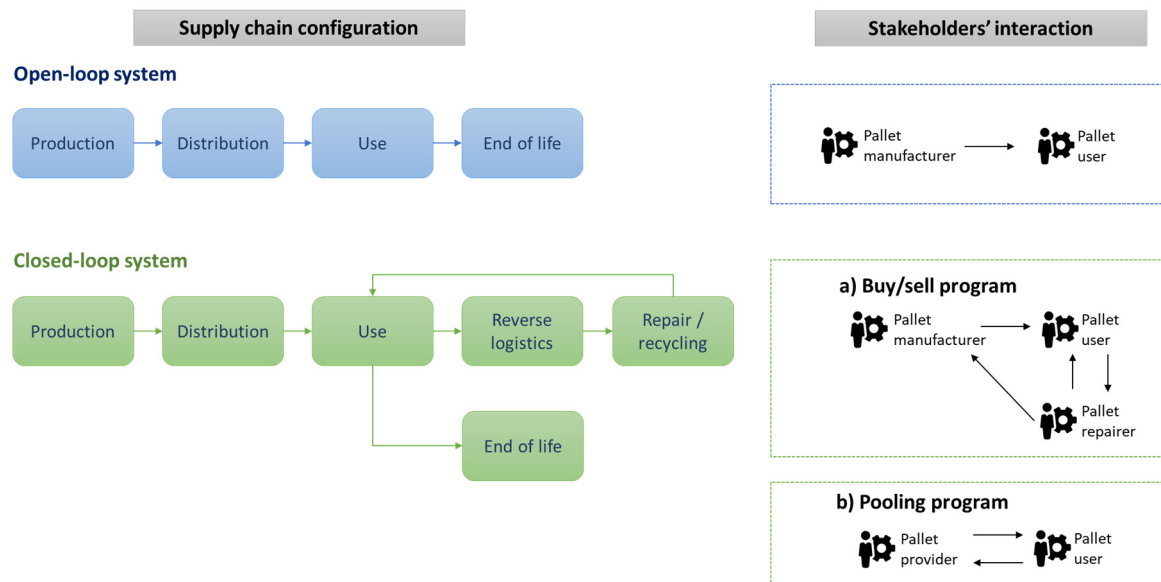 Supply chain configuration
Stakeholders' interaction
Open-loop system
Production
Distribution
Use
End of life
Pallet
manufacturer
Pallet
user
Closed-loop system
Production
Distribution
Use
Reverse
logistics
Repair /
recycling
End of life
a) Buy/sell program
Pallet
manufacturer
Pallet
user
Pallet
repairer
b) Pooling program
Pallet
provider
Pallet
user